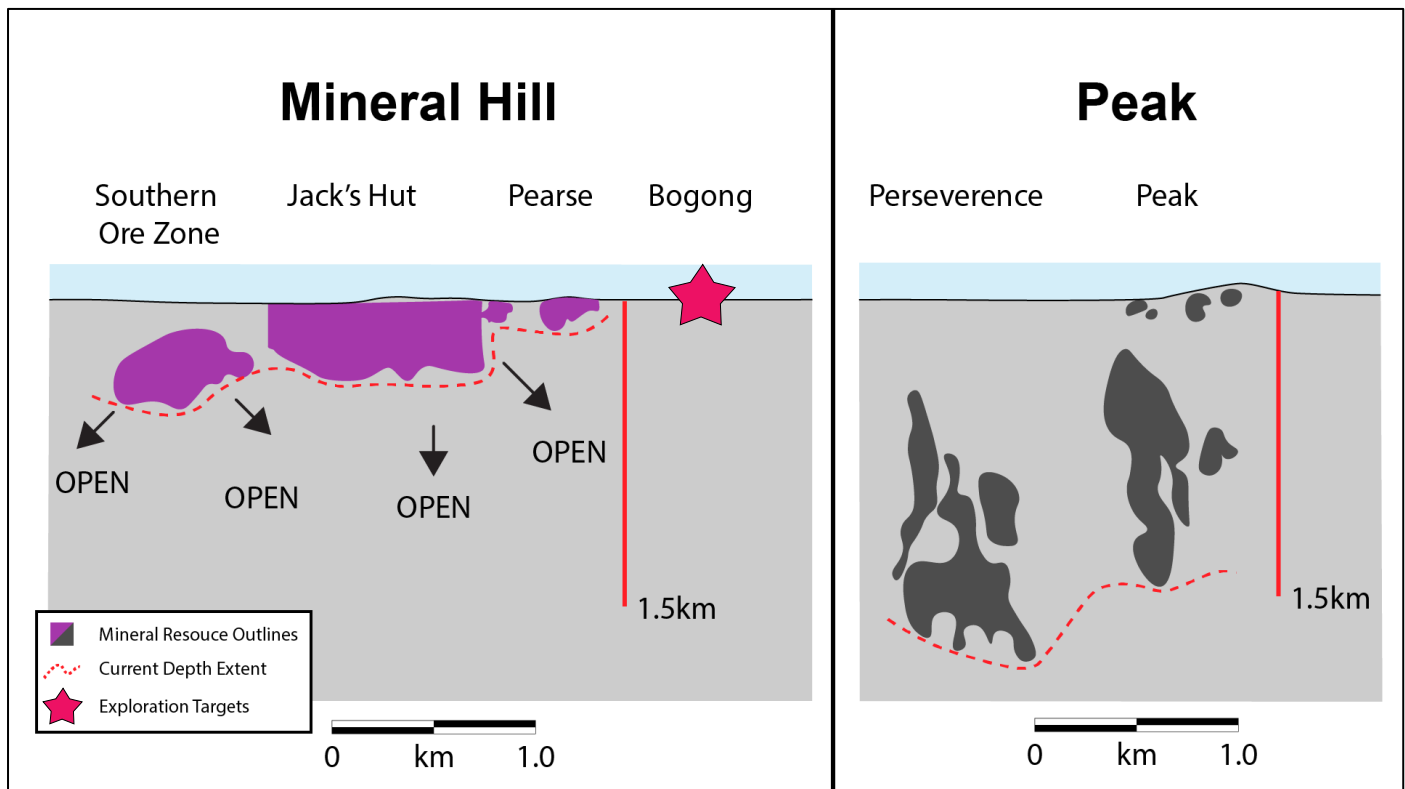 Mineral Hill
Southern
Ore Zone
Jack's Hut
Pearse
Bogong
OPEN
OPEN
OPEN
OPEN
1.5km
Mineral Resouce Outlines
Current Depth Extent
Exploration Targets
0 km 1.0
Peak
Perseverence
Peak
1.5km
0 km 1.0